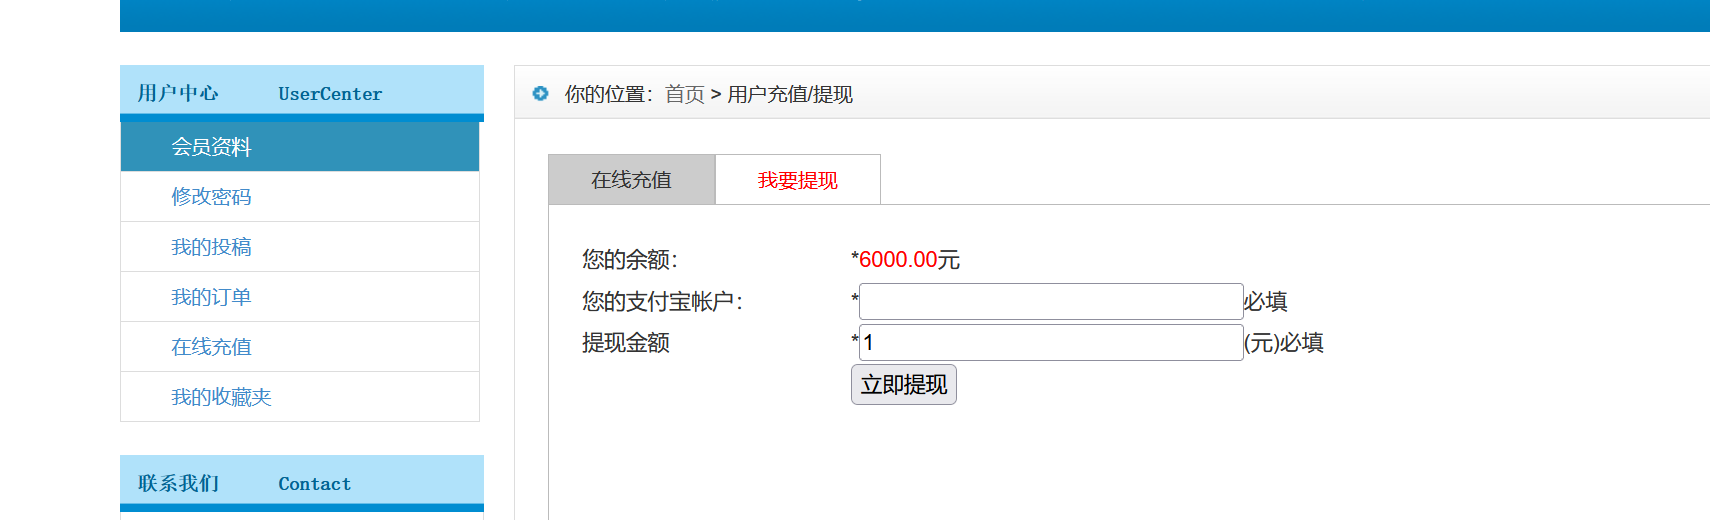 用户中心 UserCenter
会员资料
修改密码
我的投稿
我的订单
在线充值
我的收藏夹
联系我们 Contact
你的位置：首页 > 用户充值/提现
在线充值 我要提现
您的余额： *6000.00元
您的支付宝帐户： * 必填
提现金额 *1 (元)必填
立即提现